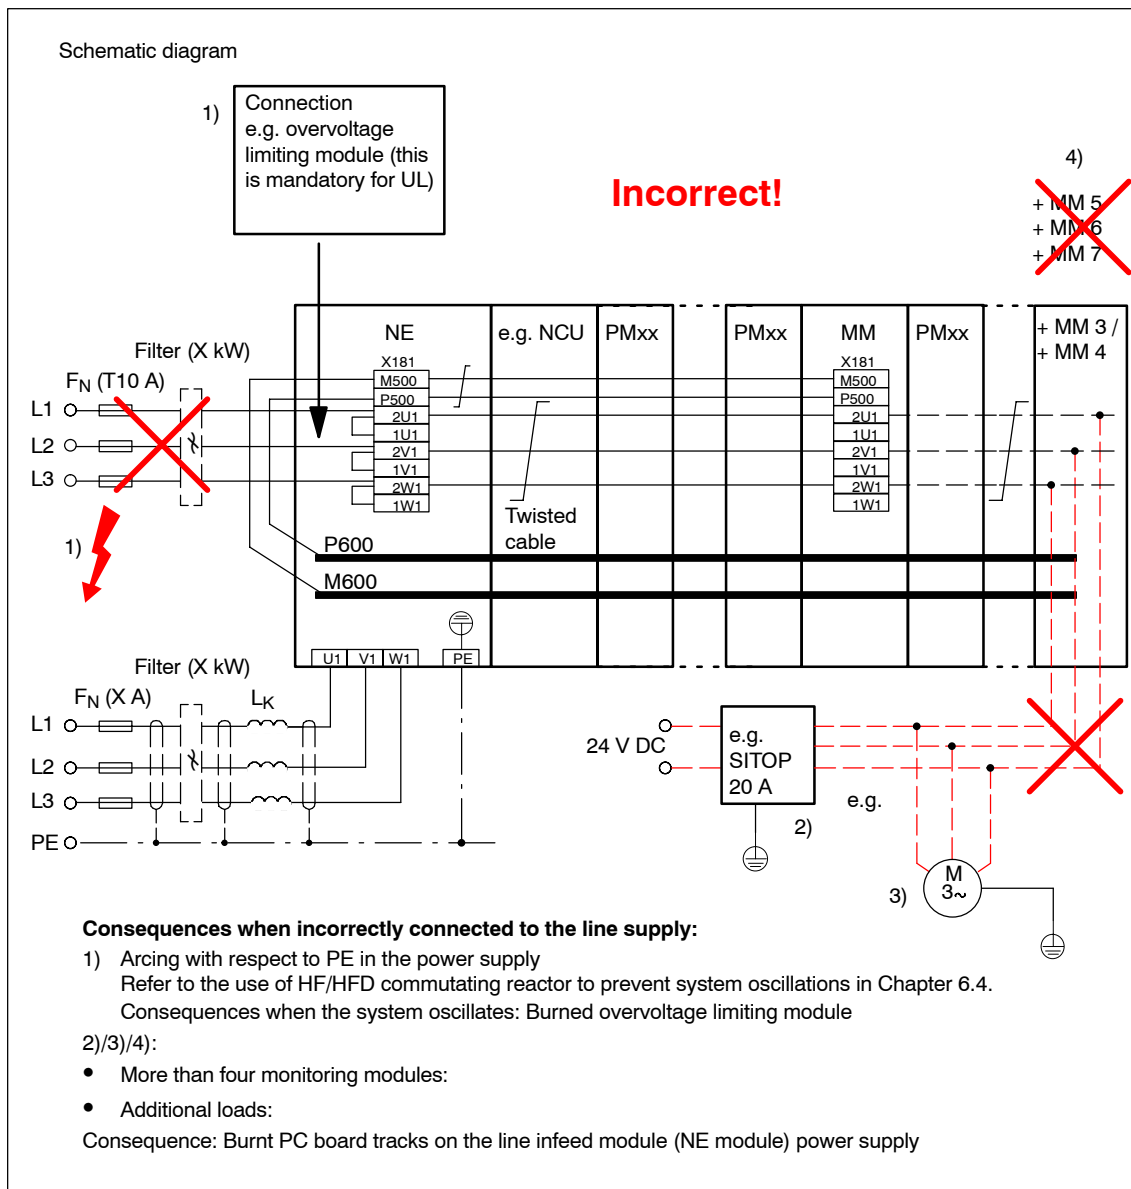 Schematic diagram
1)
Connection
e.g. overvoltage
limiting module (this
is mandatory for UL)
Incorrect!
4)
+ MM 5
+ MM 6
+ MM 7
NE
e.g. NCU
PMxx
PMxx
MM
PMxx
+ MM 3 /
+ MM 4
Filter (X kW)
FN (T10 A)
L1
L2
L3
X181
M500
P500
2U1
1U1
2V1
1V1
2W1
1W1
X181
M500
P500
2U1
1U1
2V1
1V1
2W1
1W1
Twisted
cable
1)
P600
M600
U1
V1
W1
PE
Filter (X kW)
FN (X A)
LK
L1
L2
L3
PE
24 V DC
e.g.
SITOP
20 A
2)
e.g.
3)
M
3~
Consequences when incorrectly connected to the line supply:
1) Arcing with respect to PE in the power supply
Refer to the use of HF/HFD commutating reactor to prevent system oscillations in Chapter 6.4.
Consequences when the system oscillates: Burned overvoltage limiting module
2)/3)/4):
• More than four monitoring modules:
• Additional loads:
Consequence: Burnt PC board tracks on the line infeed module (NE module) power supply